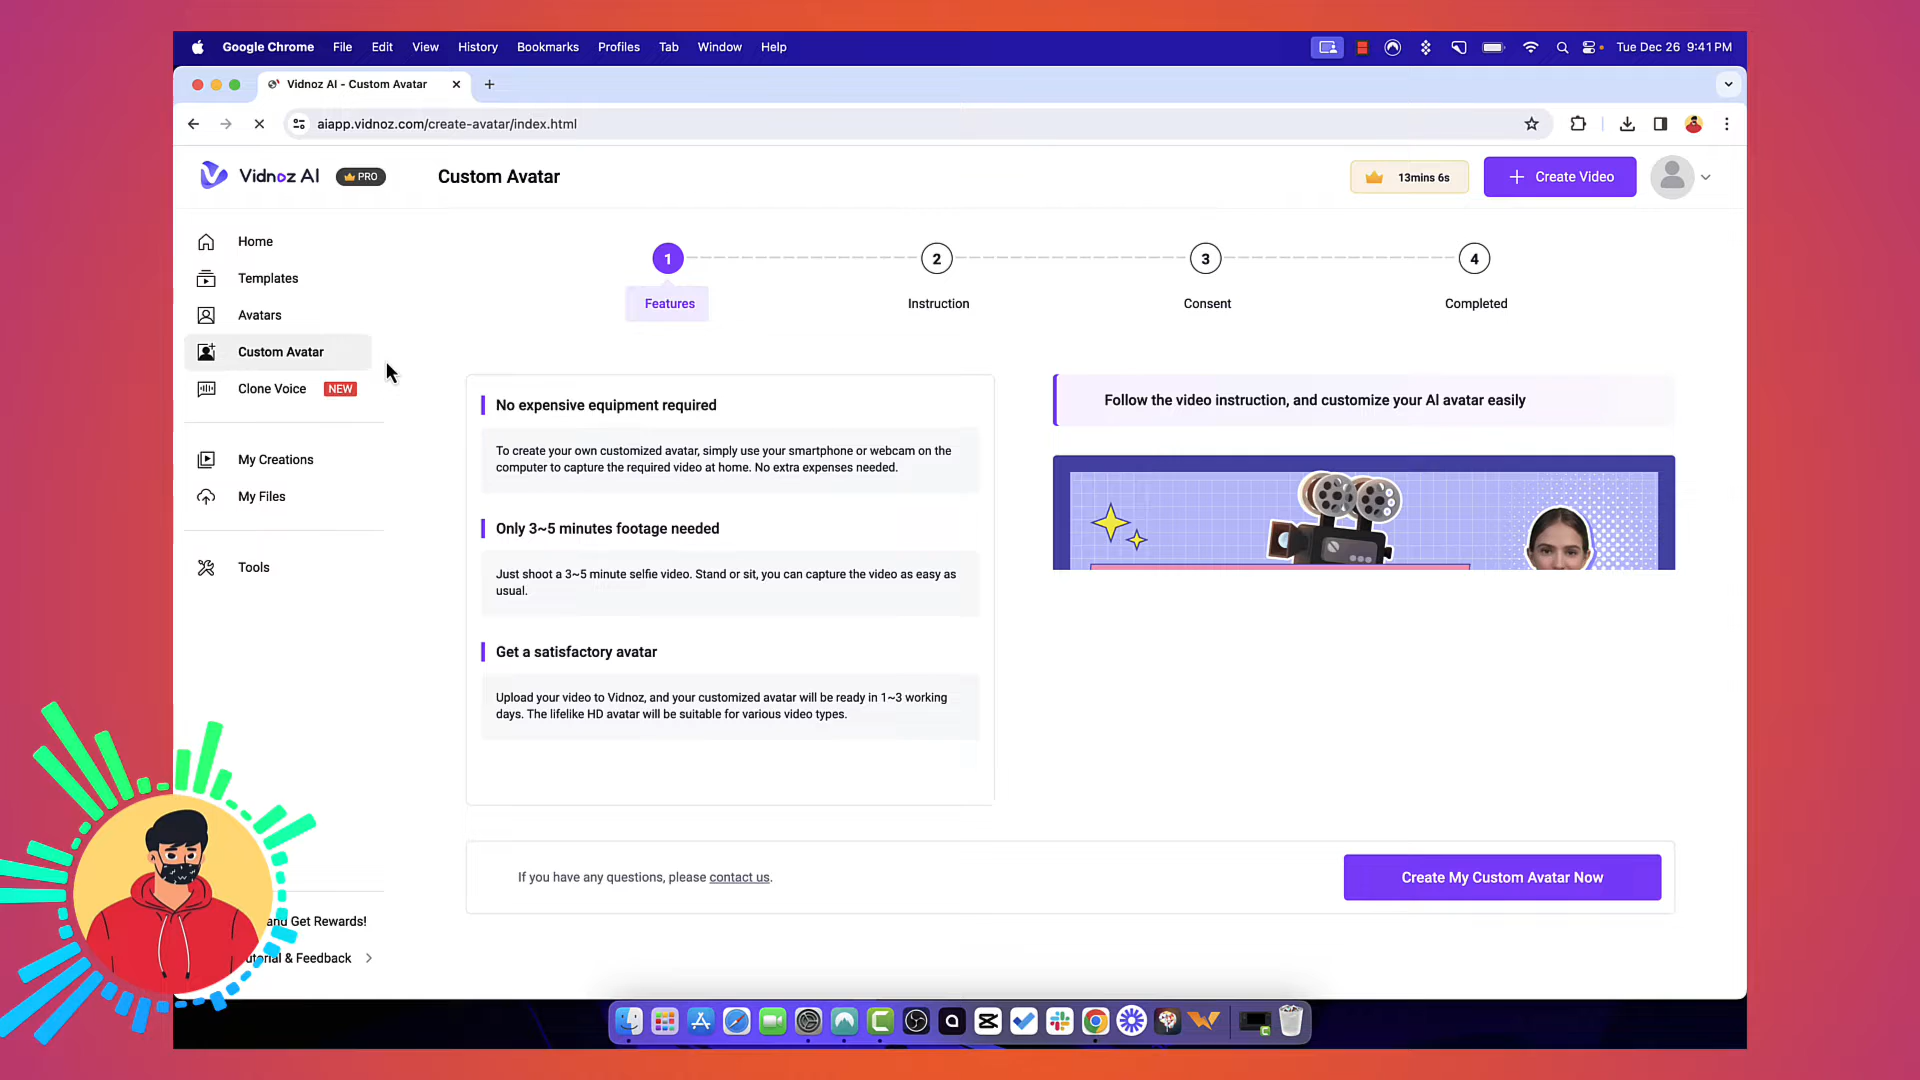 Google Chrome File Edit View History Bookmarks Profiles Tab Window Help
Tue Dec 26 9:41 PM
Vidnoz AI - Custom Avatar
aiapp.vidnoz.com/create-avatar/index.html
Vidnoz AI
PRO
Custom Avatar
13mins 6s
Create Video
Home
Templates
Avatars
Custom Avatar
Clone Voice NEW
My Creations
My Files
Tools
and Get Rewards!
utorial & Feedback
1
2
3
4
Features
Instruction
Consent
Completed
No expensive equipment required
To create your own customized avatar, simply use your smartphone or webcam on the
computer to capture the required video at home. No extra expenses needed.
Only 3~5 minutes footage needed
Just shoot a 3~5 minute selfie video. Stand or sit, you can capture the video as easy as
usual.
Get a satisfactory avatar
Upload your video to Vidnoz, and your customized avatar will be ready in 1~3 working
days. The lifelike HD avatar will be suitable for various video types.
Follow the video instruction, and customize your AI avatar easily
If you have any questions, please contact us.
Create My Custom Avatar Now